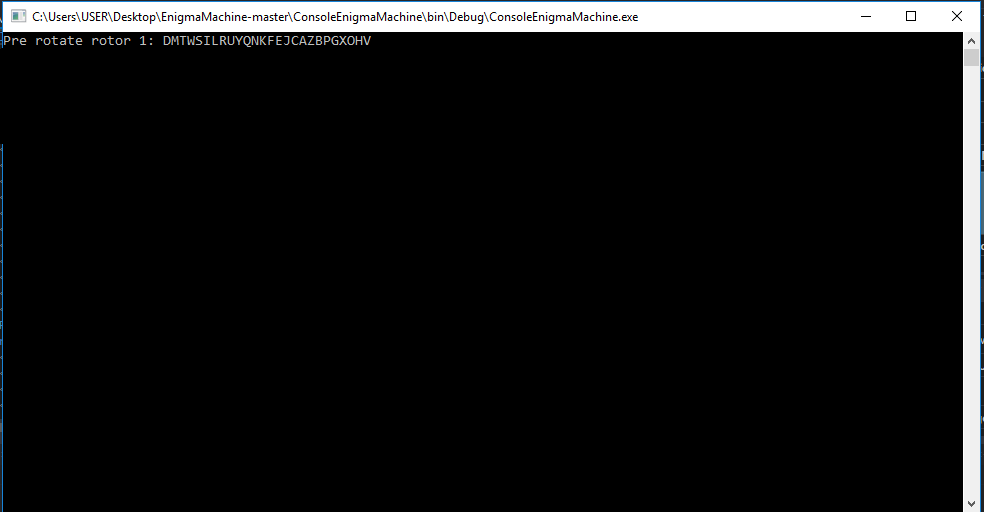 C:\Users\USER\Desktop\EnigmaMachine-master\ConsoleEnigmaMachine\bin\Debug\ConsoleEnigmaMachine.exe
Pre rotate rotor 1: DMTWSILRUYQNKFEJCAZBPGXOHV